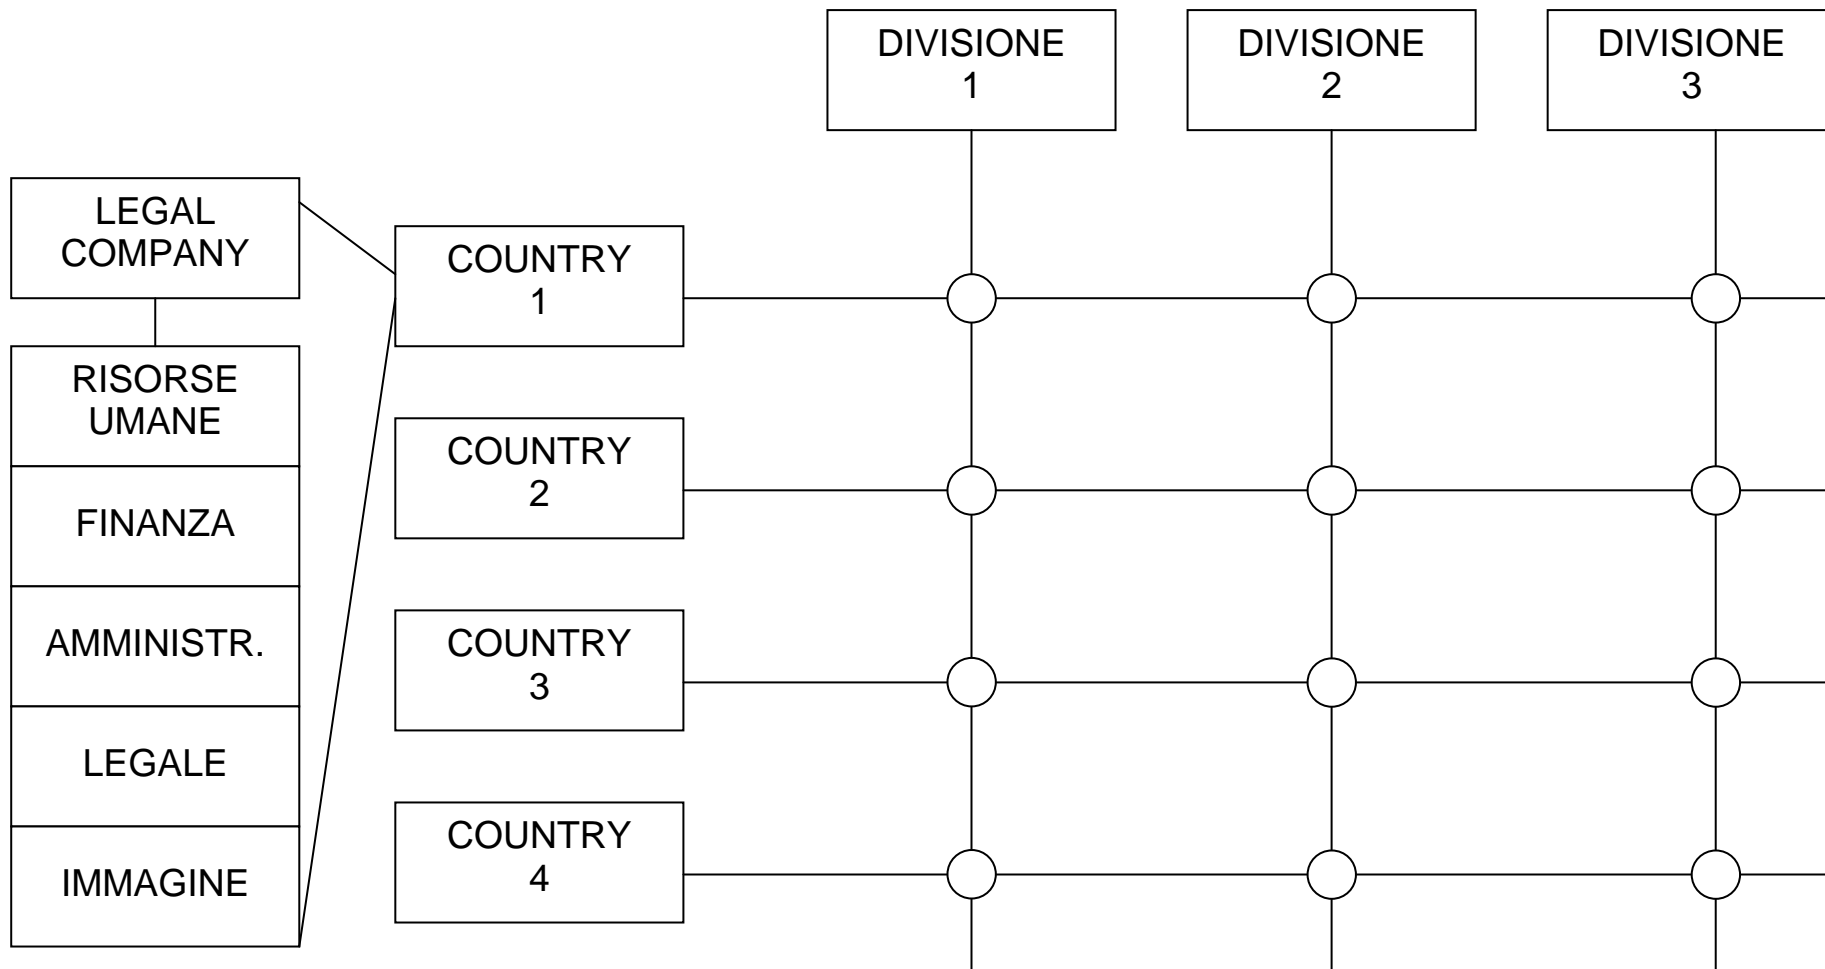 DIVISIONE
1
DIVISIONE
2
DIVISIONE
3
LEGAL
COMPANY
RISORSE
UMANE
FINANZA
AMMINISTR.
LEGALE
IMMAGINE
COUNTRY
1
COUNTRY
2
COUNTRY
3
COUNTRY
4